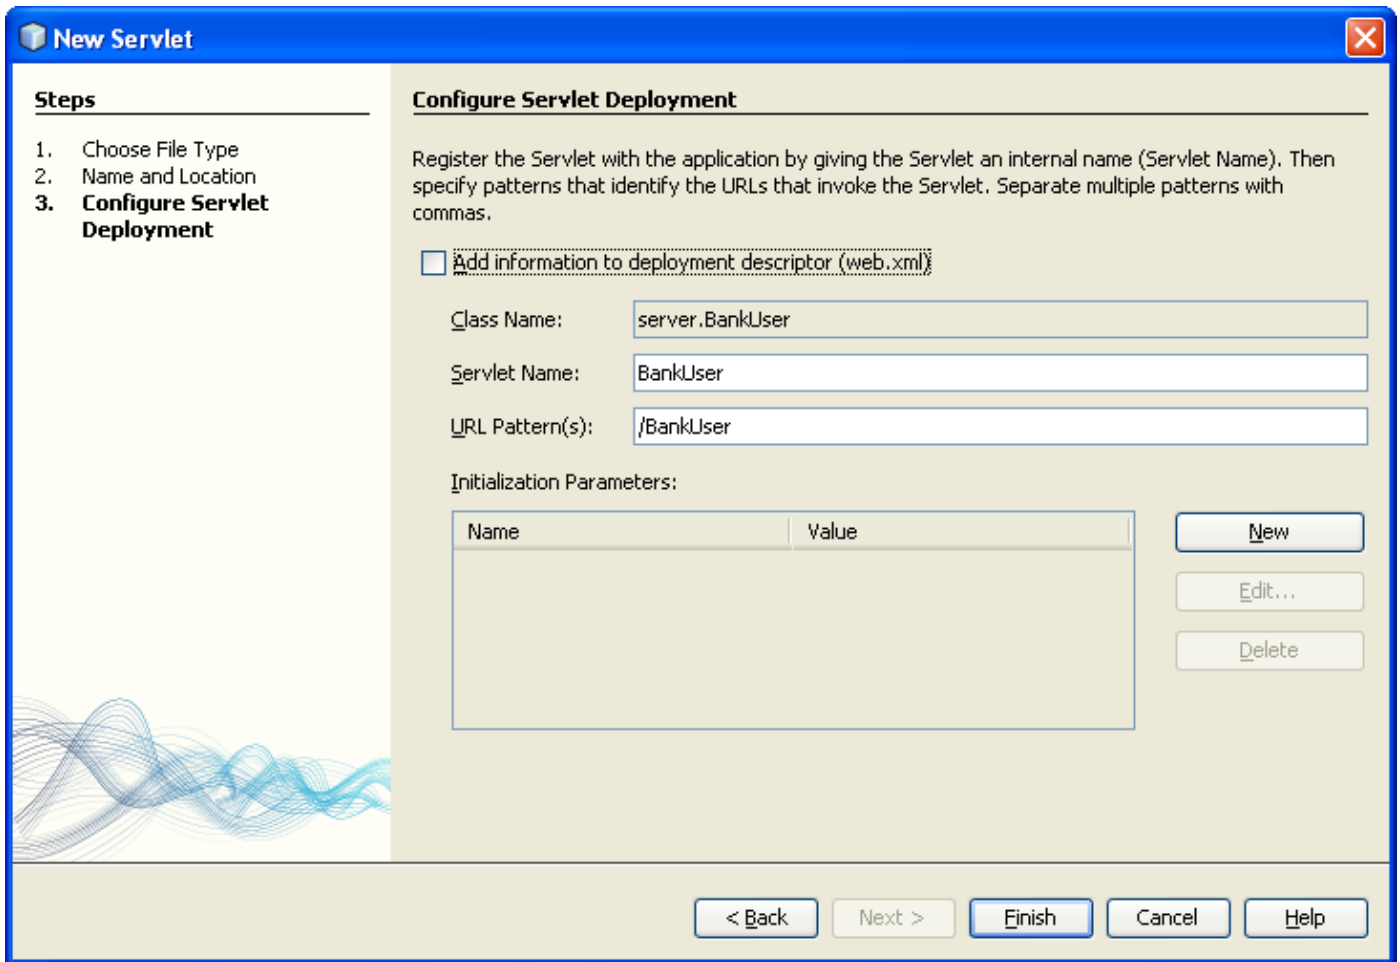 New Servlet
Steps
1. Choose File Type
2. Name and Location
3. Configure Servlet
Deployment
Configure Servlet Deployment
Register the Servlet with the application by giving the Servlet an internal name (Servlet Name). Then
specify patterns that identify the URLs that invoke the Servlet. Separate multiple patterns with
commas.
Add information to deployment descriptor (web.xml)
Class Name: server.BankUser
Servlet Name: BankUser
URL Pattern(s): /BankUser
Initialization Parameters:
Name Value
New
Edit...
Delete
< Back Next > Finish Cancel Help